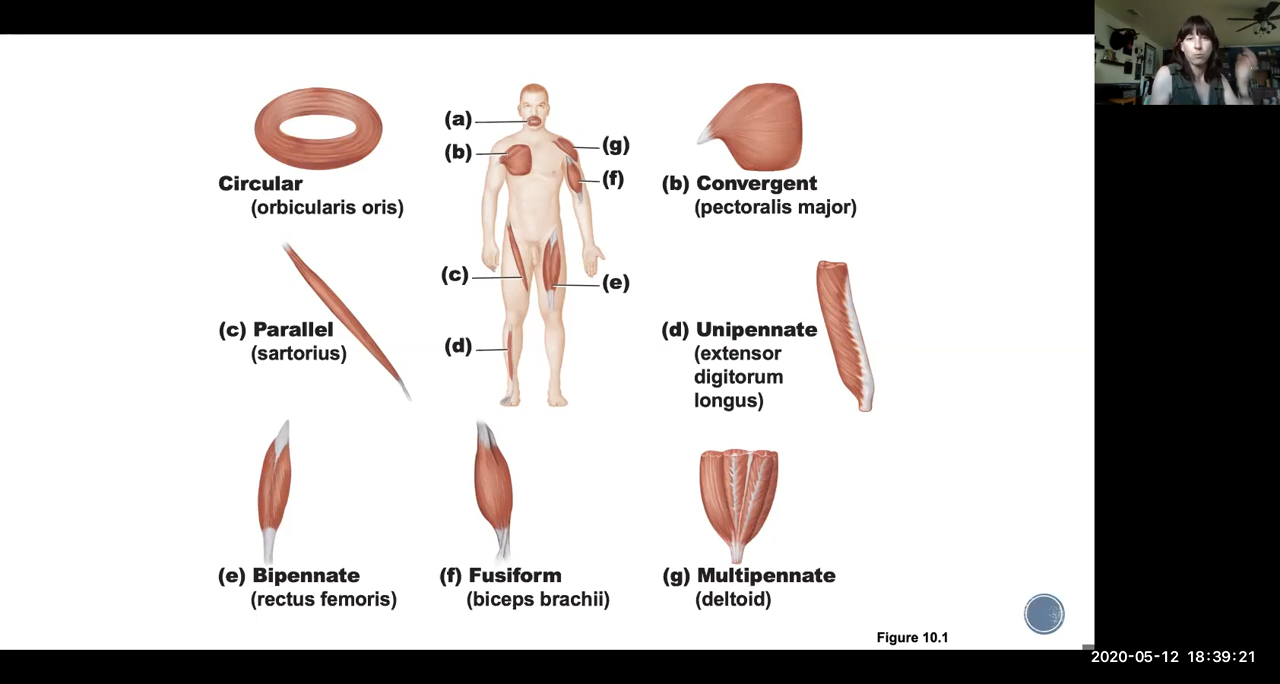 (a)
(b)
(g)
(f)
(c)
(e)
(d)
Circular
(orbicularis oris)
(b) Convergent
(pectoralis major)
(c) Parallel
(sartorius)
(d) Unipennate
(extensor
digitorum
longus)
(e) Bipennate
(rectus femoris)
(f) Fusiform
(biceps brachii)
(g) Multipennate
(deltoid)
Figure 10.1
2020-05-12 18:39:21